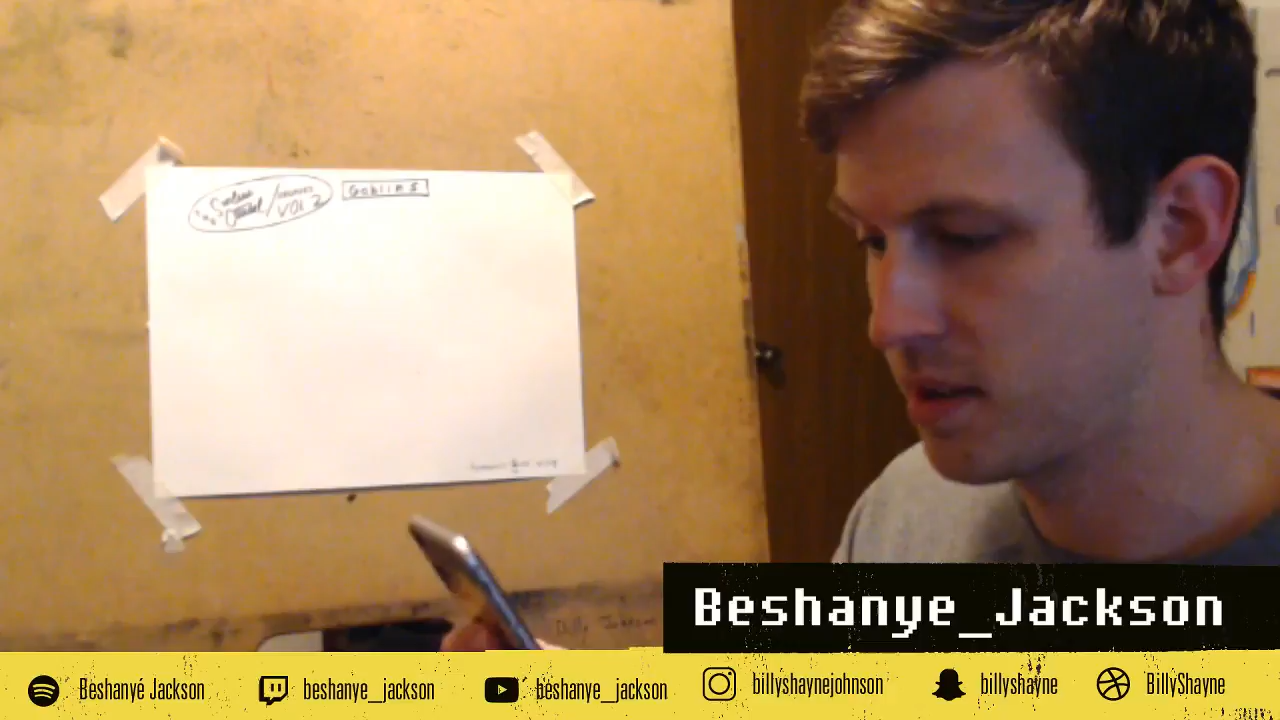 VOL 2
Goblins
Beshanye_Jackson
Beshanyé Jackson
beshanye_jackson
beshanye_jackson
billyshaynejohnson
billyshayne
BillyShayne